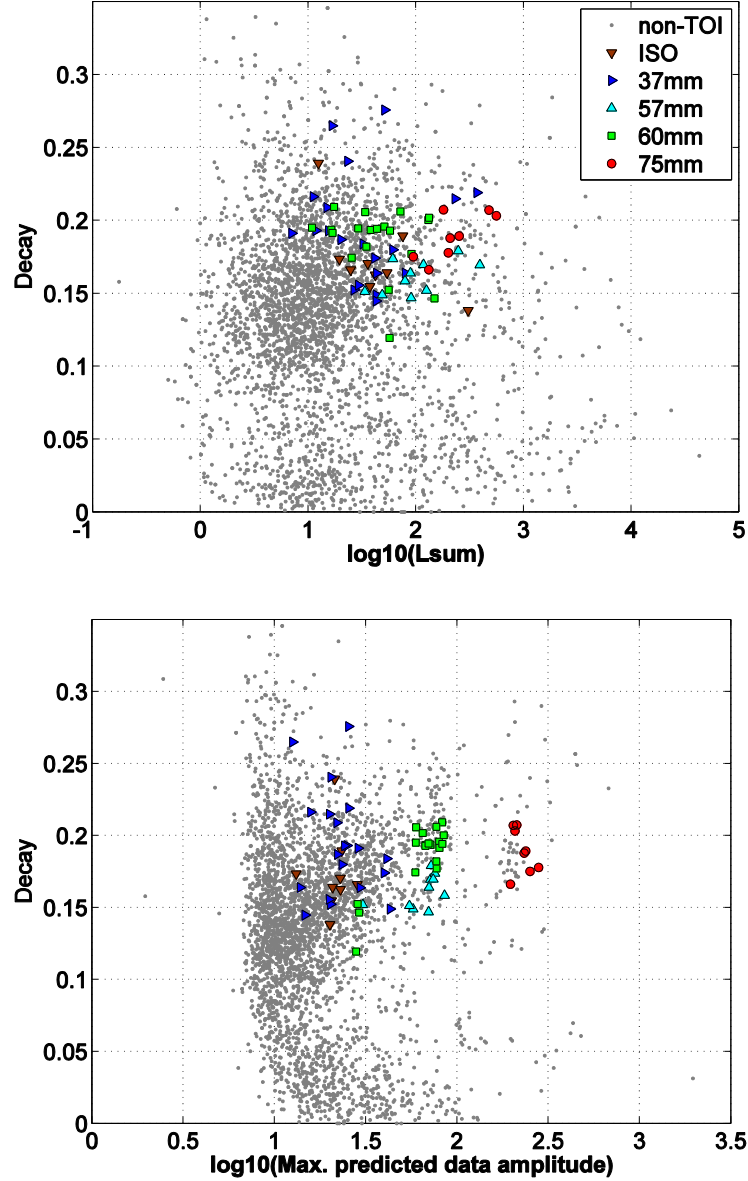 non-TOI
ISO
37mm
57mm
60mm
75mm
0.3
0.25
0.2
0.15
0.1
0.05
0
Decay
-1 0 1 2 3 4 5
log10(Lsum)
0.3
0.25
0.2
0.15
0.1
0.05
0
Decay
0 0.5 1 1.5 2 2.5 3 3.5
log10(Max. predicted data amplitude)